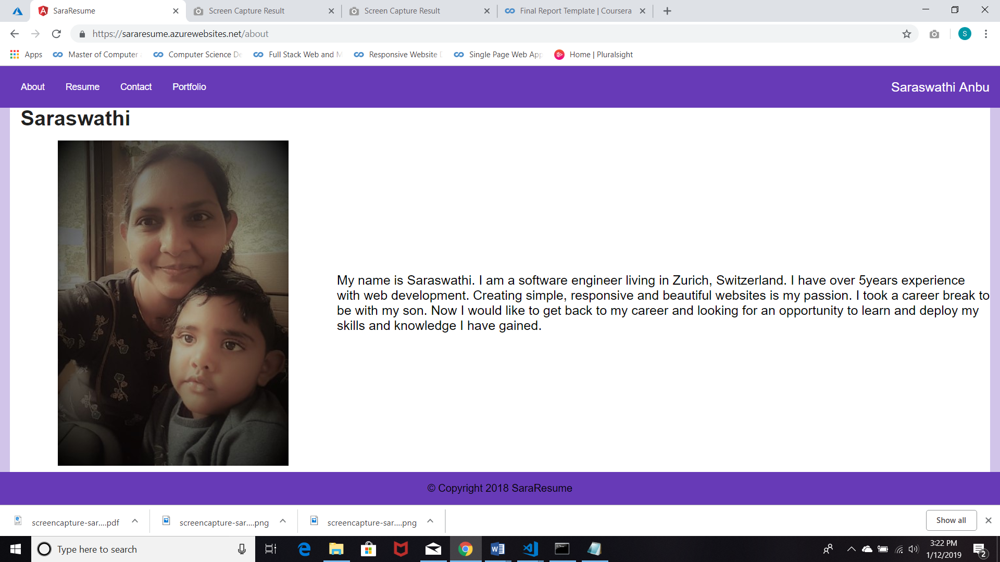 SaraResume
Screen Capture Result
Screen Capture Result
Final Report Template | Coursera
https://sararesume.azurewebsites.net/about
S
Apps
Master of Computer
Computer Science De
Full Stack Web and M
Responsive Website
Single Page Web App
Home | Pluralsight
About
Resume
Contact
Portfolio
Saraswathi Anbu
Saraswathi
My name is Saraswathi. I am a software engineer living in Zurich, Switzerland. I have over 5years experience
with web development. Creating simple, responsive and beautiful websites is my passion. I took a career break to
be with my son. Now I would like to get back to my career and looking for an opportunity to learn and deploy my
skills and knowledge I have gained.
© Copyright 2018 SaraResume
screencapture-sar....pdf
screencapture-sar....png
screencapture-sar....png
Show all
Type here to search
3:22 PM
1/12/2019
2